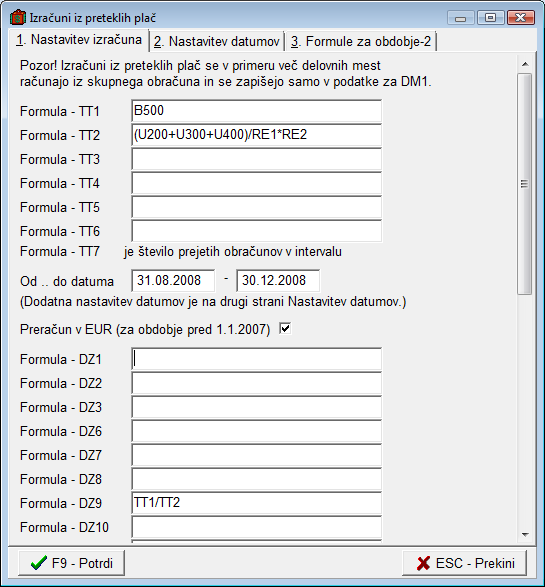 Izračuni iz preteklih plač
1. Nastavitev izračuna 2. Nastavitev datumov 3. Formule za obdobje-2
Pozor! Izračuni iz preteklih plač se v primeru več delovnih mest
računajo iz skupnega obračuna in se zapišejo samo v podatke za DM1.
Formula - TT1 B500
Formula - TT2 (U200+U300+U400)/RE1*RE2
Formula - TT3
Formula - TT4
Formula - TT5
Formula - TT6
Formula - TT7 je število prejetih obračunov v intervalu
Od .. do datuma 31.08.2008 - 30.12.2008
(Dodatna nastavitev datumov je na drugi strani Nastavitev datumov.)
Preračun v EUR (za obdobje pred 1.1.2007)
Formula - DZ1
Formula - DZ2
Formula - DZ3
Formula - DZ6
Formula - DZ7
Formula - DZ8
Formula - DZ9 TT1/TT2
Formula - DZ10
F9 - Potrdi ESC - Prekini